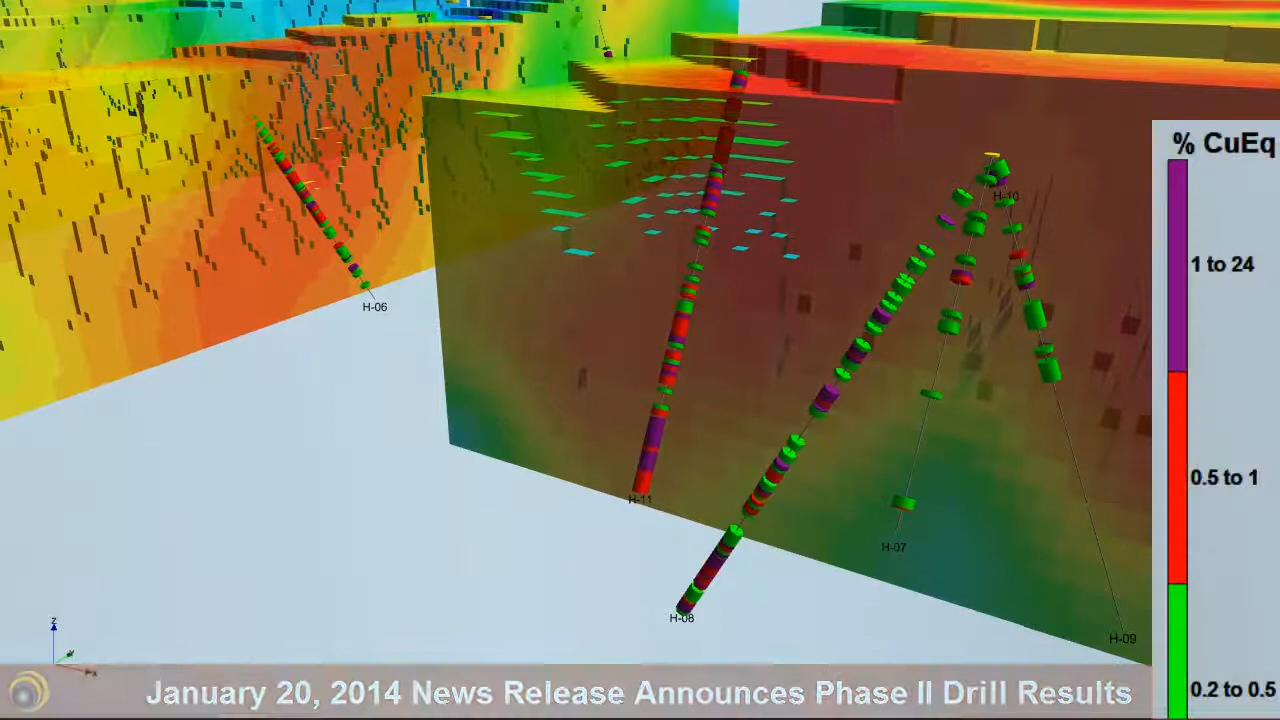 % CuEq
1 to 24
0.5 to 1
0.2 to 0.5
H-10
H-06
H-11
H-07
H-08
H-09
z
x
January 20, 2014 News Release Announces Phase II Drill Results